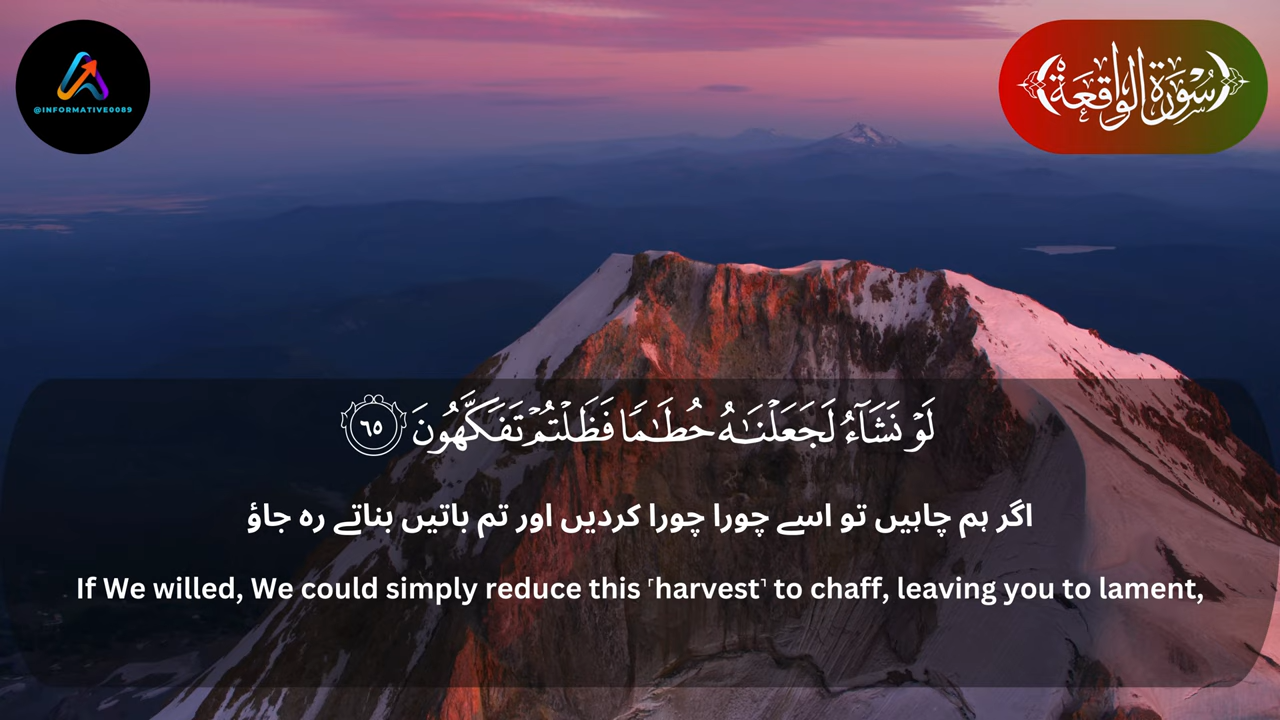 @INFORMATIVE0089
سُورَةُ الْوَاقِعَة
لَوْ نَشَآءُ لَجَعَلْنَـٰهُ حُطَـٰمًا فَظَلْتُمْ تَفَكَّهُونَ ٦٥
اگر ہم چاہیں تو اسے چورا چورا کردیں اور تم باتیں بناتے رہ جاؤ
If We willed, We could simply reduce this ˹harvest˺ to chaff, leaving you to lament,